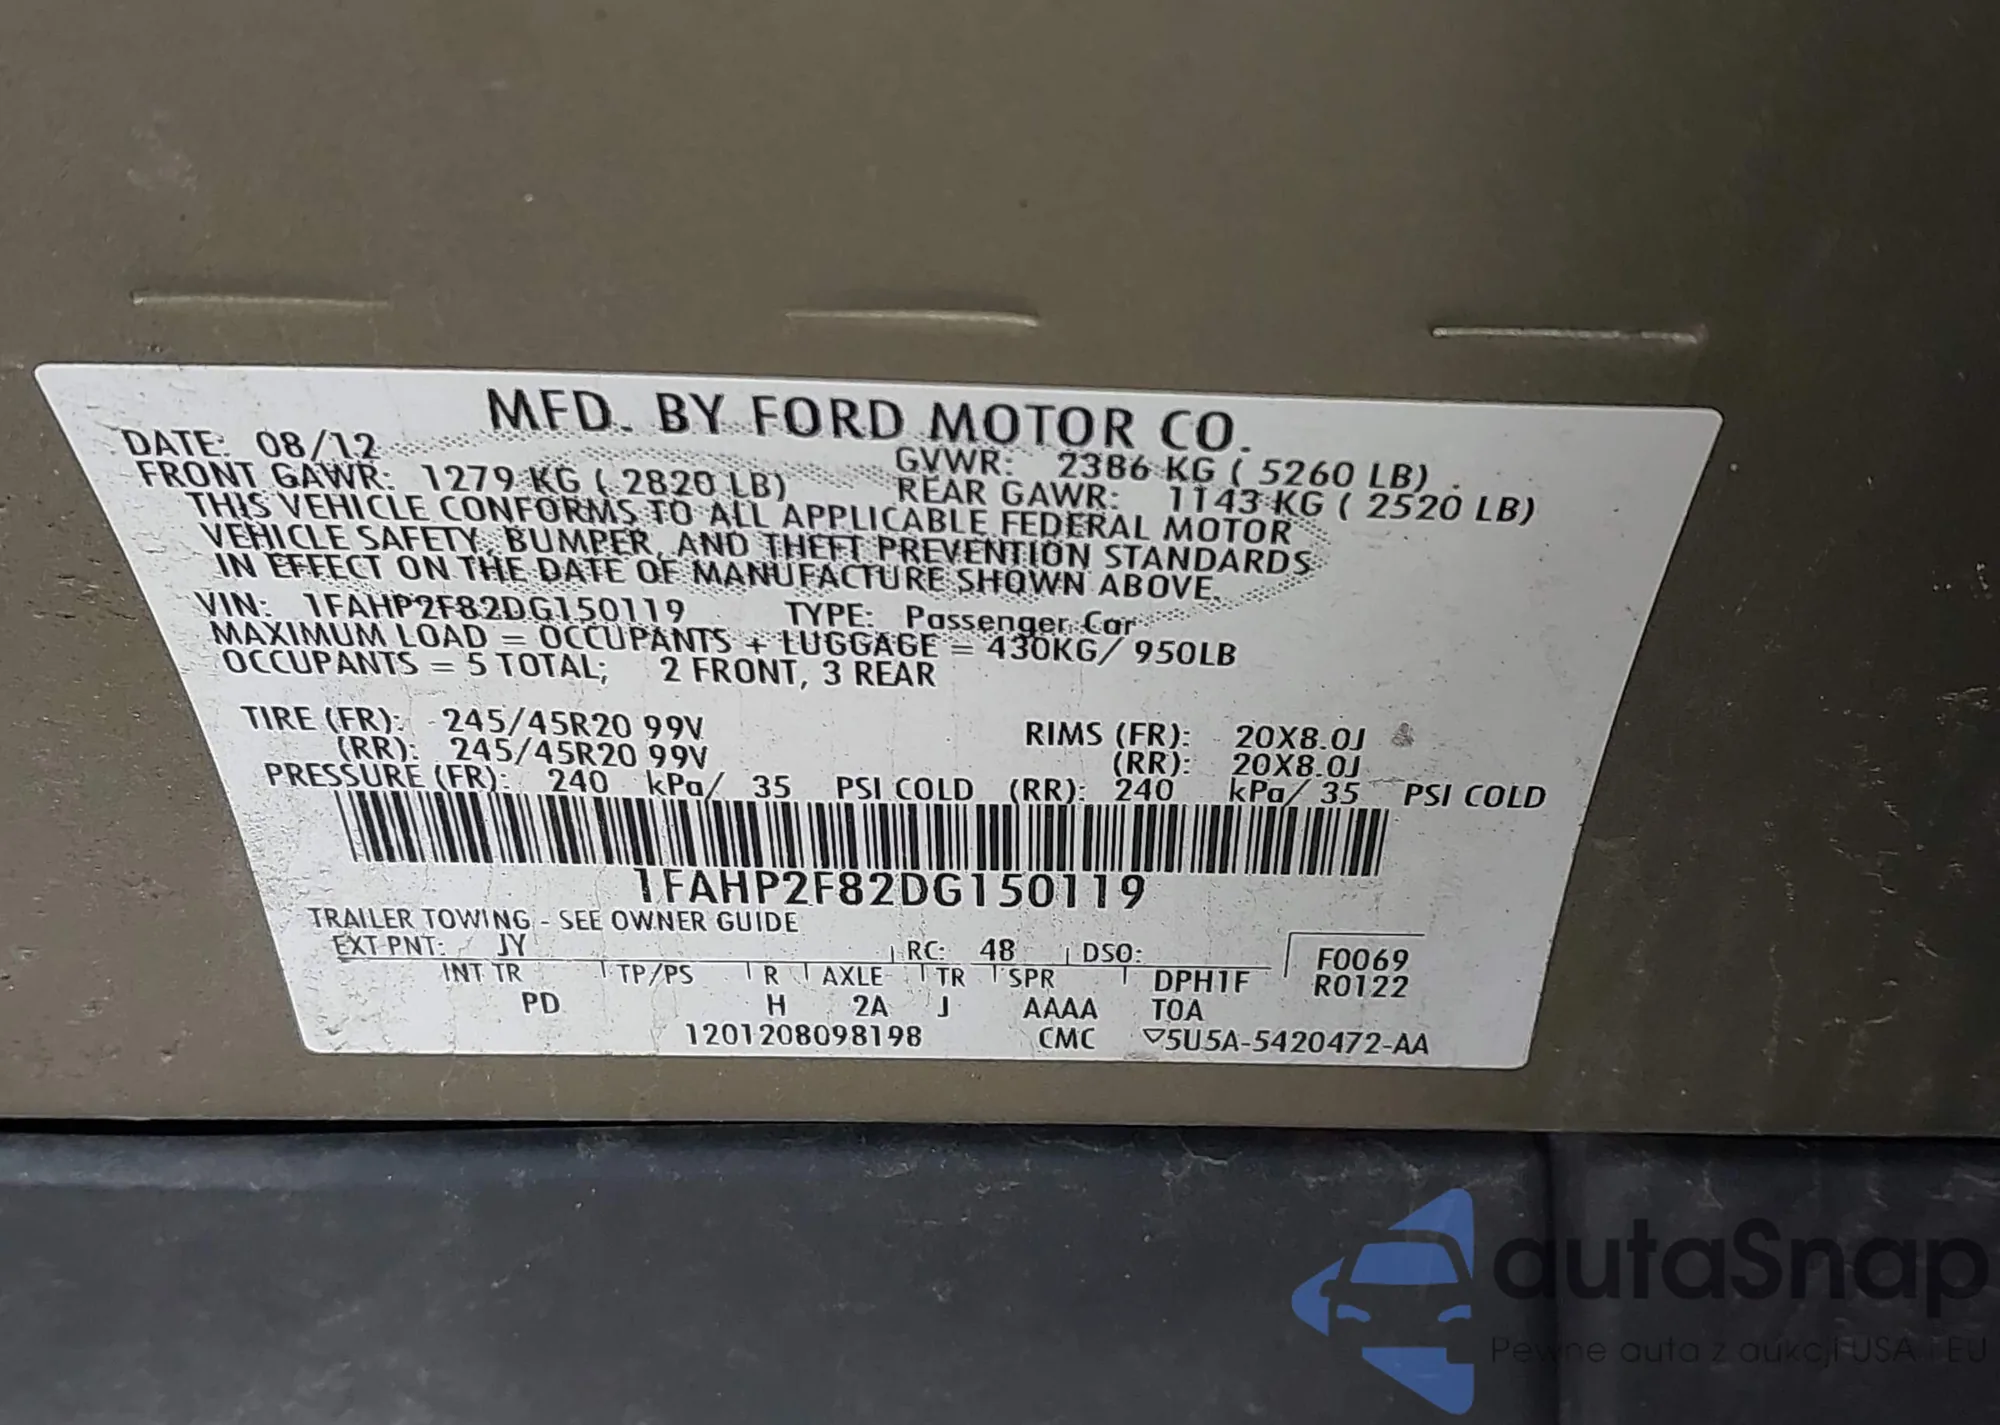 MFD. BY FORD MOTOR CO.
DATE: 08/12 GVWR: 2386 KG ( 5260 LB)
FRONT GAWR: 1279 KG ( 2820 LB) REAR GAWR: 1143 KG ( 2520 LB)
THIS VEHICLE CONFORMS TO ALL APPLICABLE FEDERAL MOTOR
VEHICLE SAFETY, BUMPER, AND THEFT PREVENTION STANDARDS
IN EFFECT ON THE DATE OF MANUFACTURE SHOWN ABOVE.
VIN: 1FAHP2F82DG150119 TYPE: Passenger Car
MAXIMUM LOAD = OCCUPANTS + LUGGAGE = 430KG/ 950LB
OCCUPANTS = 5 TOTAL; 2 FRONT, 3 REAR
TIRE (FR): 245/45R20 99V RIMS (FR): 20X8.0J
(RR): 245/45R20 99V (RR): 20X8.0J
PRESSURE (FR): 240 kPa/ 35 PSI COLD (RR): 240 kPa/ 35 PSI COLD
1FAHP2F82DG150119
TRAILER TOWING - SEE OWNER GUIDE
EXT PNT: JY RC: 48 DSO: F0069
INT TR TP/PS R AXLE TR SPR DPH1F R0122
PD H 2A J AAAA TOA
1201208098198 CMC ▽5U5A-5420472-AA
autaSnap
Pewne auta z aukcji USA i EU